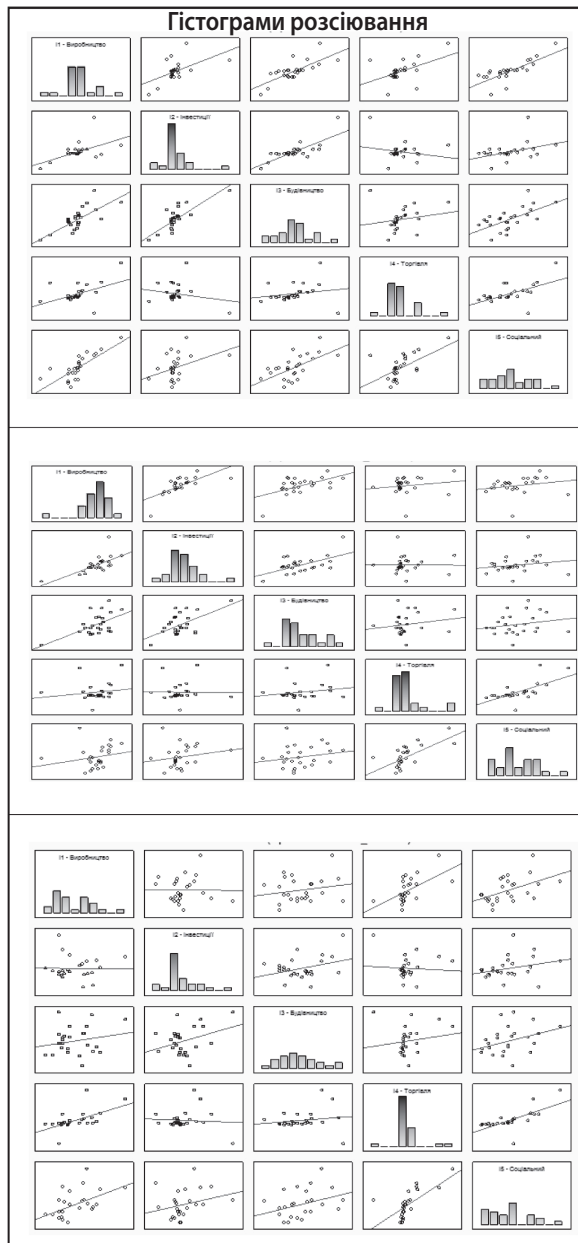 Гістограми розсіювання
I1 - Виробництво
I2 - Інвестиції
I3 - Будівництво
I4 - Торгівля
I5 - Соціальний
I1 - Виробництво
I2 - Інвестиції
I3 - Будівництво
I4 - Торгівля
I5 - Соціальний
I1 - Виробництво
I2 - Інвестиції
I3 - Будівництво
I4 - Торгівля
I5 - Соціальний